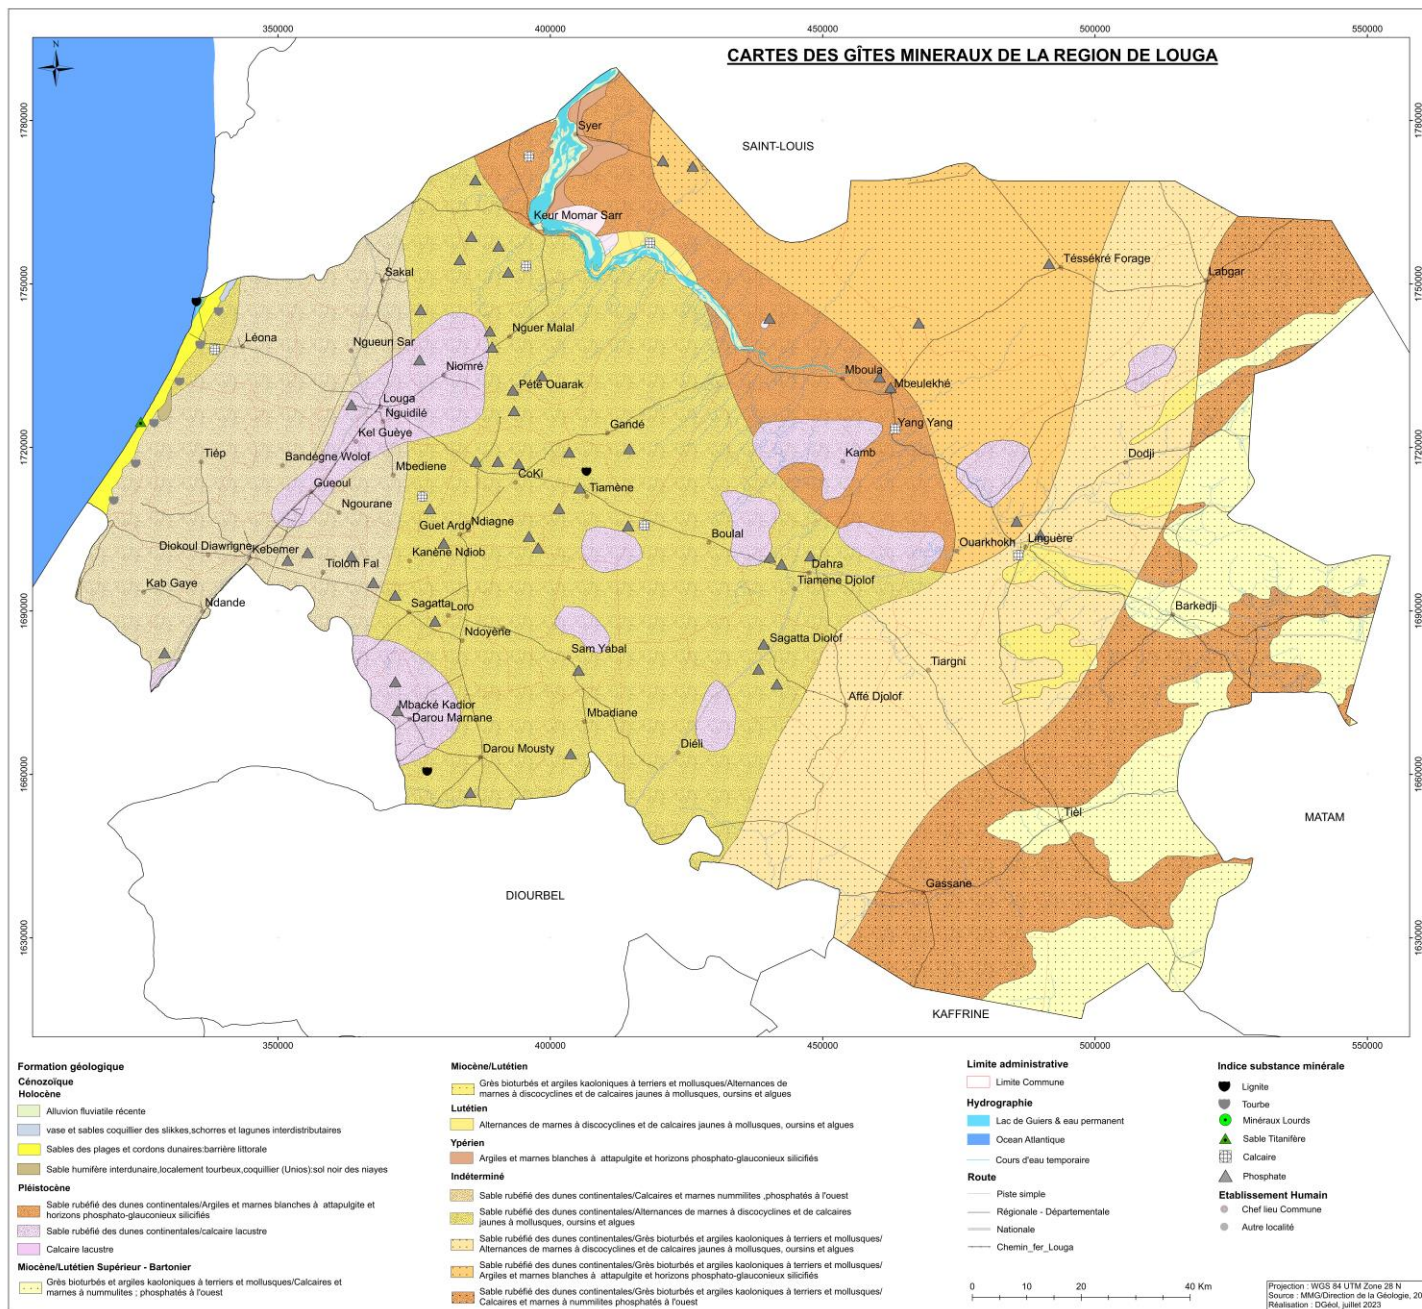 350000
400000
450000
500000
550000
CARTES DES GÎTES MINERAUX DE LA REGION DE LOUGA
N
1780000
1780000
1750000
1750000
1720000
1720000
1690000
1690000
1660000
1660000
1630000
1630000
SAINT-LOUIS
MATAM
DIOURBEL
KAFFRINE
Syer
Keur Momar Sarr
Sakal
Téssékré Forage
Labgar
Léona
Ngueun Sar
Nguer Malal
Niomré
Mboula
Mbeulekhé
Pété Ouarak
Louga
Nguidilé
Yang Yang
Gandé
Kel Guèye
Tiép
Bandégne Wolof
Mbediene
Kamb
Dodji
Gueoul
CoKi
Tiamène
Ngourane
Guet Ardo
Ndiagne
Boulal
Linguère
Diokoul Diawrigne
Kebemer
Kanène Ndiob
Ouarkhokh
Tiolom Fal
Dahra
Kab Gaye
Tiamene Djolof
Ndande
Sagatta
Loro
Barkedji
Ndoyene
Sagatta Diolof
Sam Yabal
Tiargni
Mbacké Kadior
Darou Marnane
Affé Djolof
Mbadiane
Darou Mousty
Diéli
Tièl
Gassane
350000
400000
450000
500000
550000
Formation géologique
Cénozoïque
Holocène
Alluvion fluviatile récente
vase et sables coquillier des slikkes,schorres et lagunes interdistributaires
Sables des plages et cordons dunaires:barrière littorale
Sable humifère interdunaire,localement tourbeux,coquillier (Unios):sol noir des niayes
Pléistocène
Sable rubéfié des dunes continentales/Argiles et marnes blanches à attapulgite et
horizons phosphato-glauconieux silicifiés
Sable rubéfié des dunes continentales/calcaire lacustre
Calcaire lacustre
Miocène/Lutétien Supérieur - Bartonier
Grès bioturbés et argiles kaoloniques à terriers et mollusques/Calcaires et
marnes à nummulites ; phosphatés à l'ouest
Miocène/Lutétien
Grès bioturbés et argiles kaoloniques à terriers et mollusques/Alternances de
marnes à discocyclines et de calcaires jaunes à mollusques, oursins et algues
Lutétien
Alternances de marnes à discocyclines et de calcaires jaunes à mollusques, oursins et algues
Ypérien
Argiles et marnes blanches à attapulgite et horizons phosphato-glauconieux silicifiés
Indéterminé
Sable rubéfié des dunes continentales/Calcaires et marnes nummilites ,phosphatés à l'ouest
Sable rubéfié des dunes continentales/Alternances de marnes à discocyclines et de calcaires
jaunes à mollusques, oursins et algues
Sable rubéfié des dunes continentales/Grès bioturbés et argiles kaoloniques à terriers et mollusques/
Alternances de marnes à discocyclines et de calcaires jaunes à mollusques, oursins et algues
Sable rubéfié des dunes continentales/Grès bioturbés et argiles kaoloniques à terriers et mollusques/
Argiles et marnes blanches à attapulgite et horizons phosphato-glauconieux silicifiés
Sable rubéfié des dunes continentales/Grès bioturbés et argiles kaoloniques à terriers et mollusques/
Calcaires et marnes à nummilites phosphatés à l'ouest
Limite administrative
Limite Commune
Hydrographie
Lac de Guiers & eau permanent
Ocean Atlantique
Cours d'eau temporaire
Route
Piste simple
Régionale - Départementale
Nationale
Chemin_fer_Louga
0 10 20 40 Km
Indice substance minérale
Lignite
Tourbe
Minéraux Lourds
Sable Titanifère
Calcaire
Phosphate
Etablissement Humain
Chef lieu Commune
Autre localité
Projection : WGS 84 UTM Zone 28 N
Source : MMG/Direction de la Géologie, 20
Réalisation : DGéol, juillet 2023